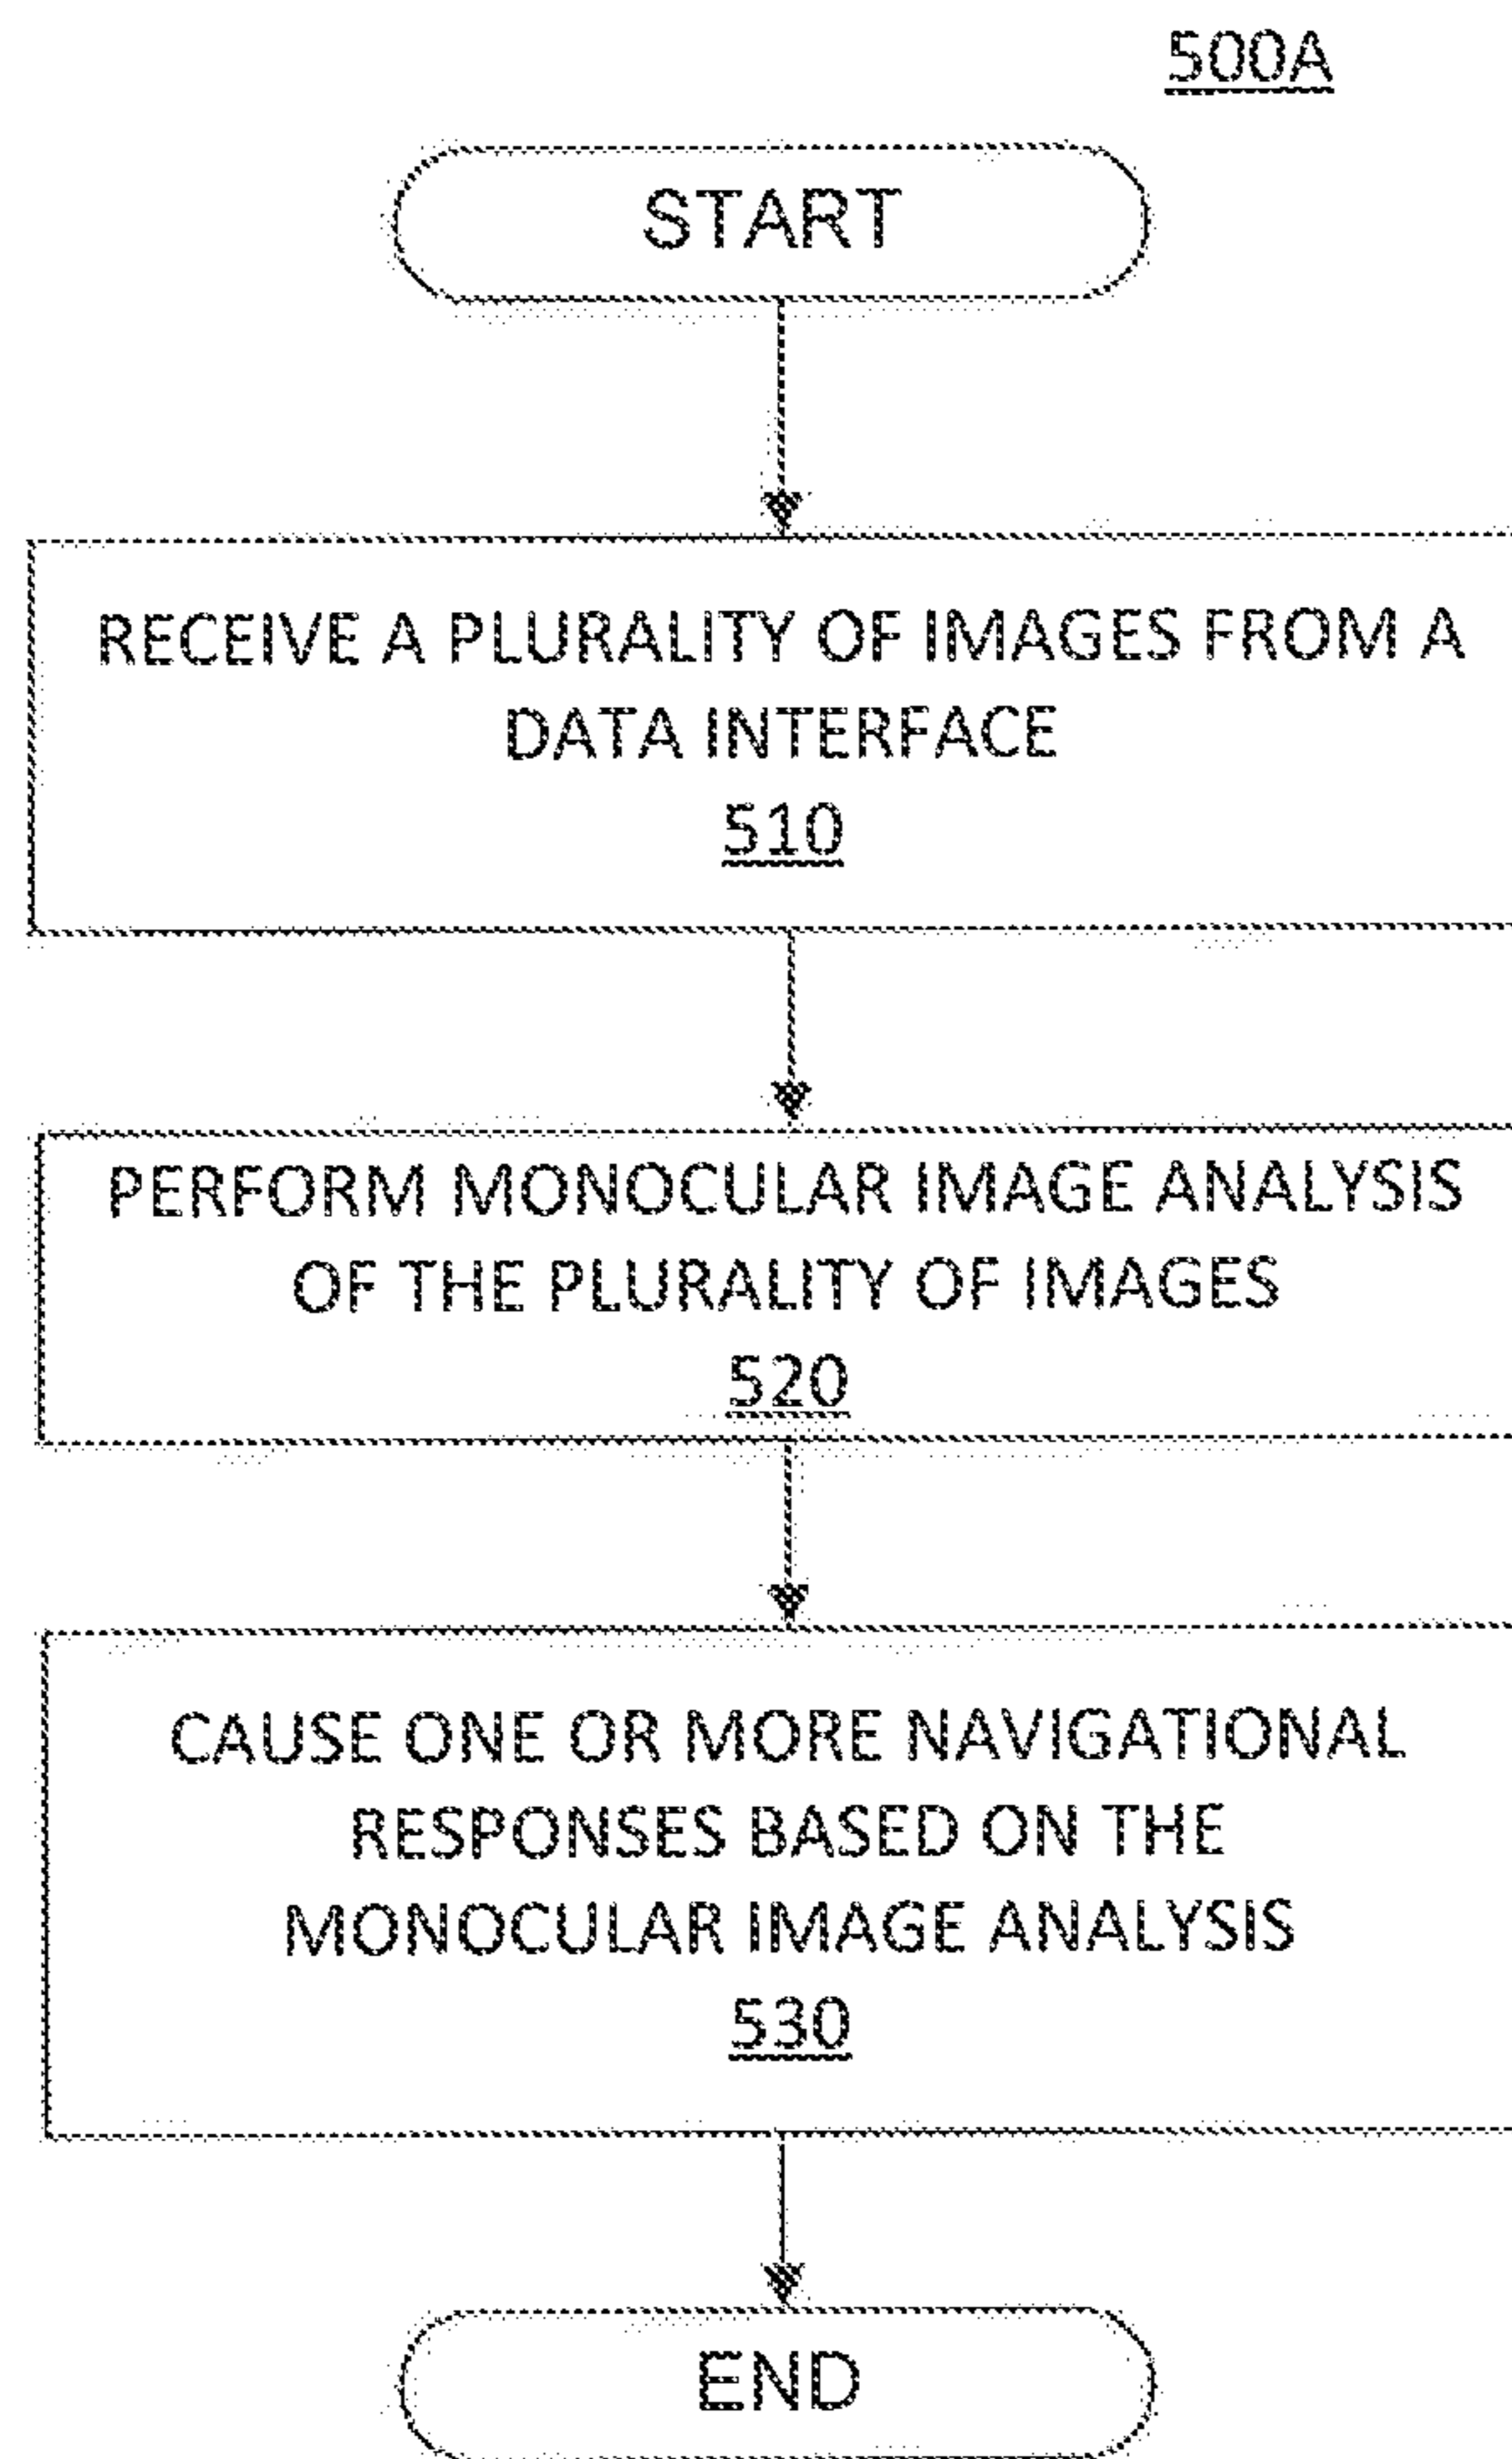 500A
START
RECEIVE A PLURALITY OF IMAGES FROM A
DATA INTERFACE
510
PERFORM MONOCULAR IMAGE ANALYSIS
OF THE PLURALITY OF IMAGES
520
CAUSE ONE OR MORE NAVIGATIONAL
RESPONSES BASED ON THE
MONOCULAR IMAGE ANALYSIS
530
END